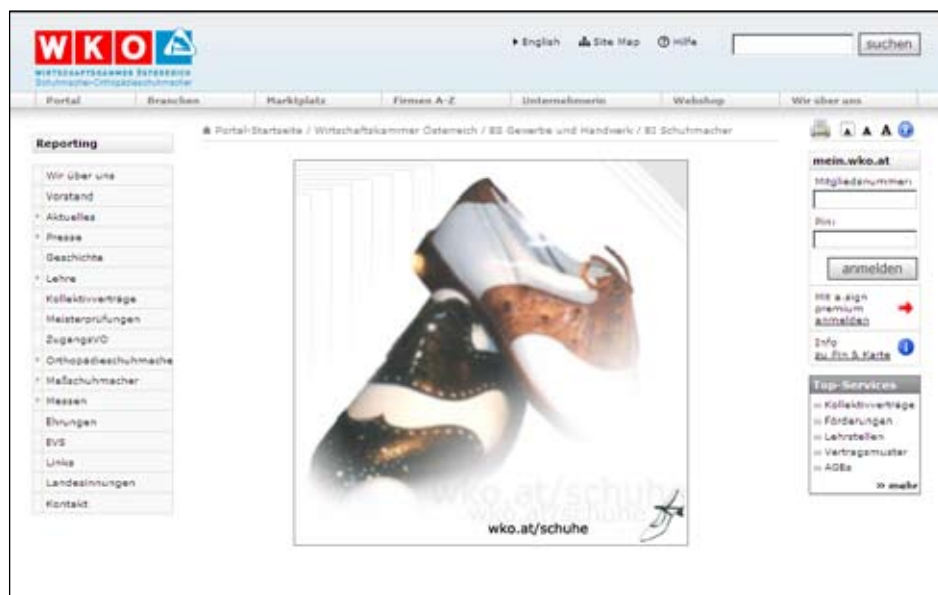 WKO
WIRTSCHAFTSKAMMER ÖSTERREICH
Schuhmacher-Orthopädieschuhmacher
English Site Map Hilfe suchen
Portal Branchen Marktplatz Firmen A-Z Unternehmerin Webshop Wir über uns
Portal-Startseite / Wirtschaftskammer Österreich / BS Gewerbe und Handwerk / BI Schuhmacher
Reporting
Wir über uns
Vorstand
Aktuelles
Presse
Geschichte
Lehre
Kollektivverträge
Meisterprüfungen
ZugangsVO
Orthopädieschuhmache
Maßschuhmacher
Messen
Ehrungen
EVS
Links
Landesinnungen
Kontakt
wko.at/schuhe
wko.at/schuhe
wko.at/schuhe
A A A
mein.wko.at
Mitgliedsnummer:
Pin:
anmelden
Mit a.sign
premium
anmelden
Info
zu Pin & Karte
Top-Services
Kollektivverträge
Förderungen
Lehrstellen
Vertragsmuster
AGBs
» mehr